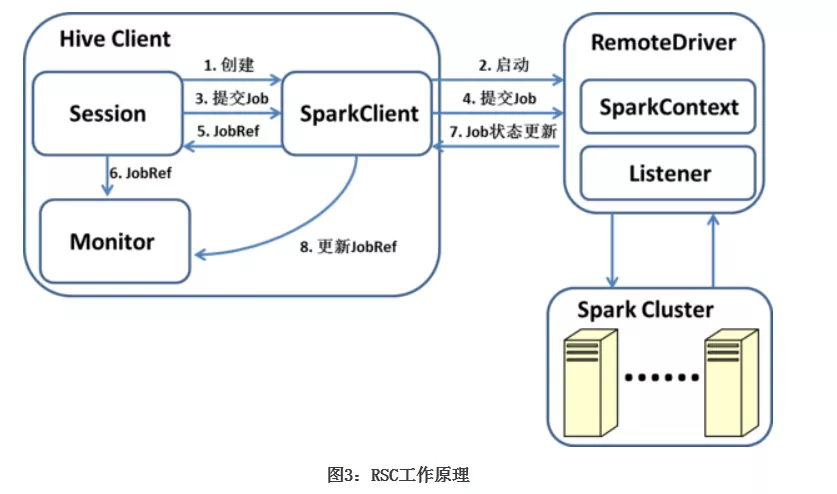 Hive Client
RemoteDriver
1. 创建
2. 启动
Session
3. 提交Job
SparkClient
4. 提交Job
SparkContext
5. JobRef
7. Job状态更新
6. JobRef
Listener
Monitor
8. 更新JobRef
Spark Cluster
图3：RSC工作原理